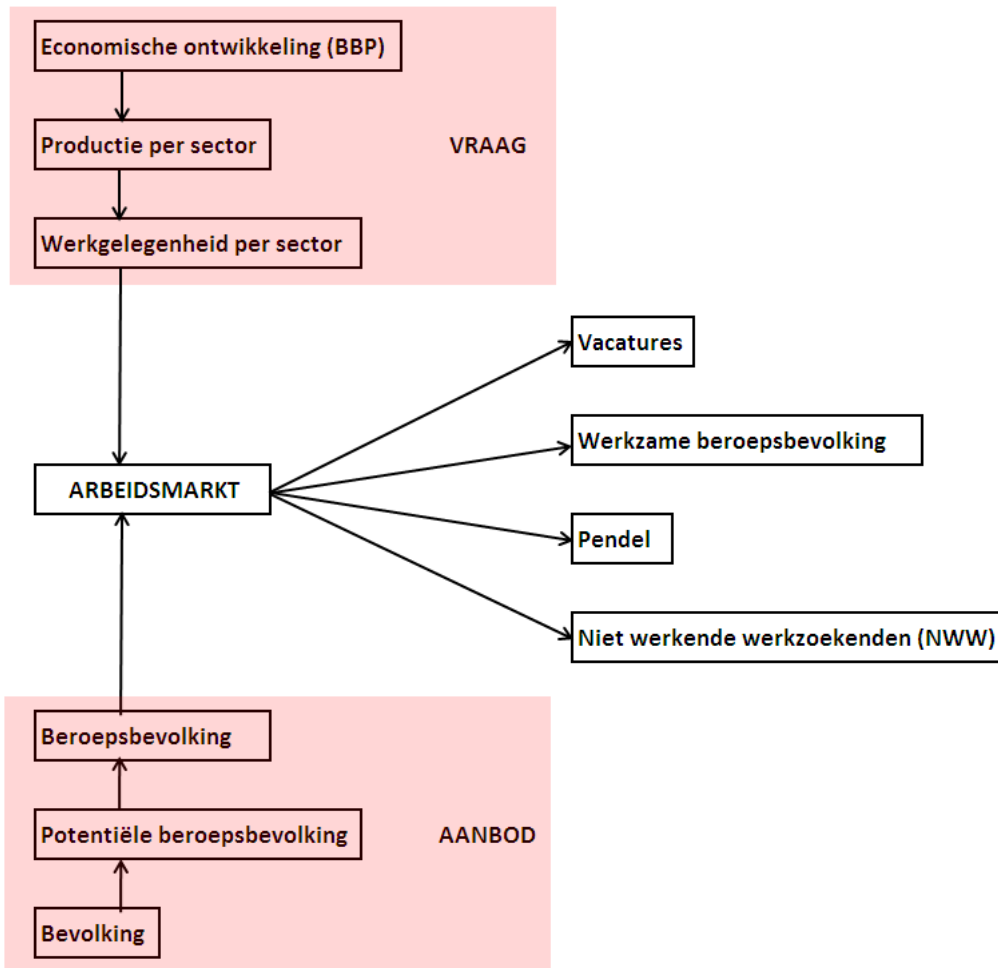 Economische ontwikkeling (BBP)
Productie per sector
VRAAG
Werkgelegenheid per sector
Vacatures
Werkzame beroepsbevolking
ARBEIDSMARKT
Pendel
Niet werkende werkzoekenden (NWW)
Beroepsbevolking
Potentiële beroepsbevolking
AANBOD
Bevolking